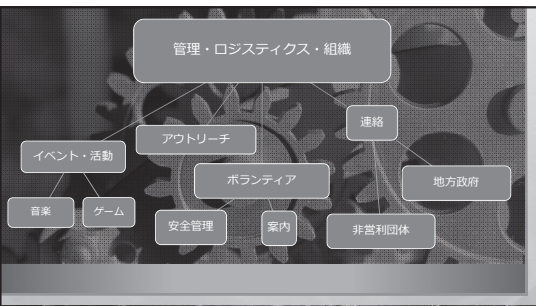 管理・ロジスティクス・組織
連絡
アウトリーチ
イベント・活動
ボランティア
地方政府
音楽
ゲーム
安全管理
案内
非営利団体